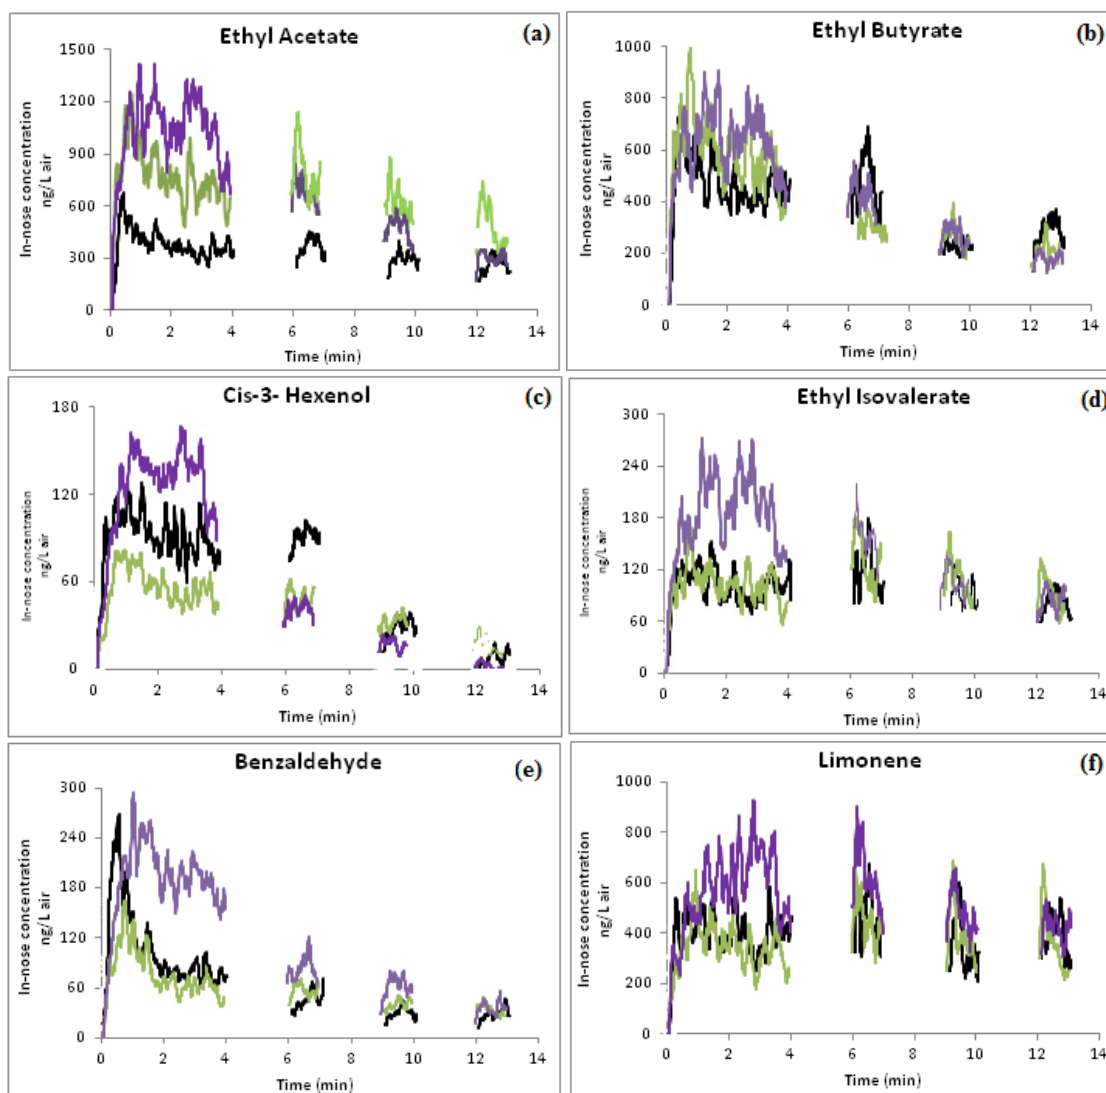 Ethyl Acetate (a)
In-nose concentration
ng/L air
1500
1200
900
600
300
0
0 2 4 6 8 10 12 14
Time (min)
Ethyl Butyrate (b)
In-nose concentration
ng/L air
1000
800
600
400
200
0
0 2 4 6 8 10 12 14
Time (min)
Cis-3- Hexenol (c)
In-nose concentration
ng/L air
180
120
60
0
0 2 4 6 8 10 12 14
Time (min)
Ethyl Isovalerate (d)
In-nose concentration
ng/L air
300
240
180
120
60
0
0 2 4 6 8 10 12 14
Time (min)
Benzaldehyde (e)
In-nose concentration
ng/L air
300
240
180
120
60
0
0 2 4 6 8 10 12 14
Time (min)
Limonene (f)
In-nose concentration
ng/L air
1000
800
600
400
200
0
0 2 4 6 8 10 12 14
Time (min)